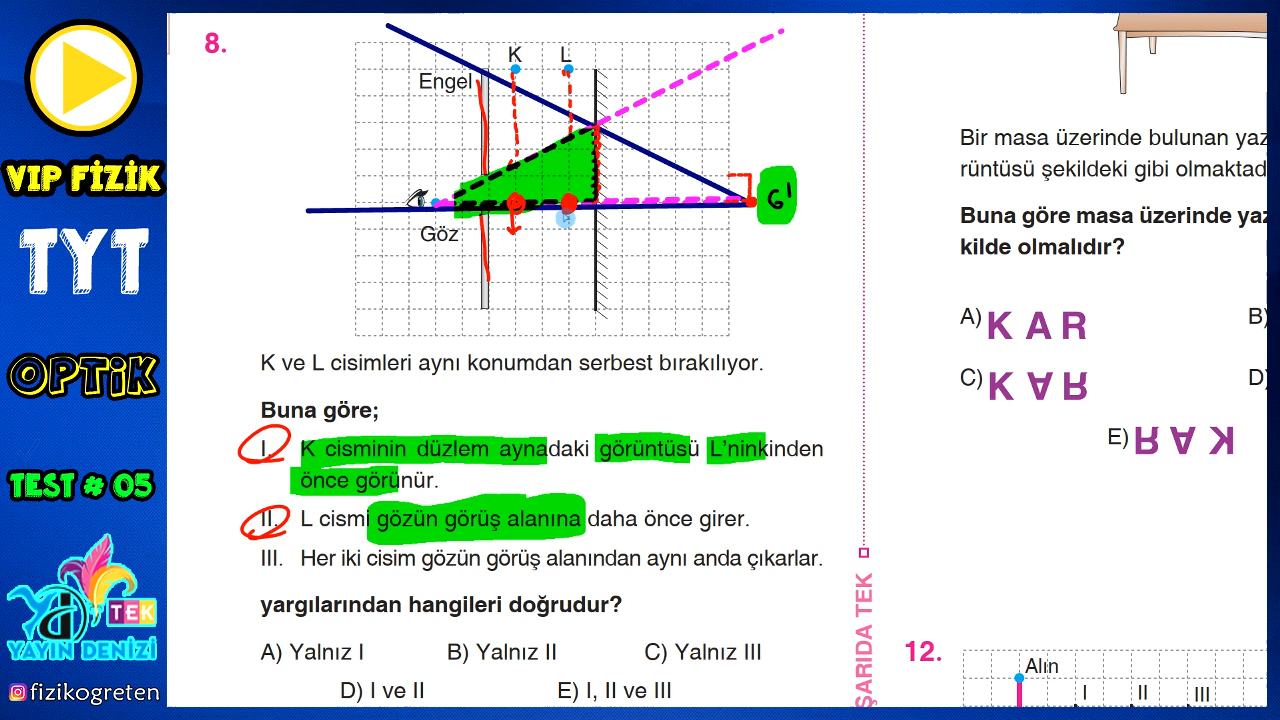 VIP FİZİK
TYT
OPTİK
TEST # 05
TEK
YAYIN DENİZİ
fizikogreten
8.
K L
Engel
Göz
G'
K ve L cisimleri aynı konumdan serbest bırakılıyor.
Buna göre;
I. K cisminin düzlem aynadaki görüntüsü L'ninkinden
önce görünür.
II. L cismi gözün görüş alanına daha önce girer.
III. Her iki cisim gözün görüş alanından aynı anda çıkarlar.
yargılarından hangileri doğrudur?
A) Yalnız I B) Yalnız II C) Yalnız III
D) I ve II E) I, II ve III
ŞARIDA TEK
Bir masa üzerinde bulunan yaz
rüntüsü şekildeki gibi olmaktad
Buna göre masa üzerinde yaz
kilde olmalıdır?
A) K A R B)
C) K ∀ R D)
E) R A K
12.
Alın
I II III